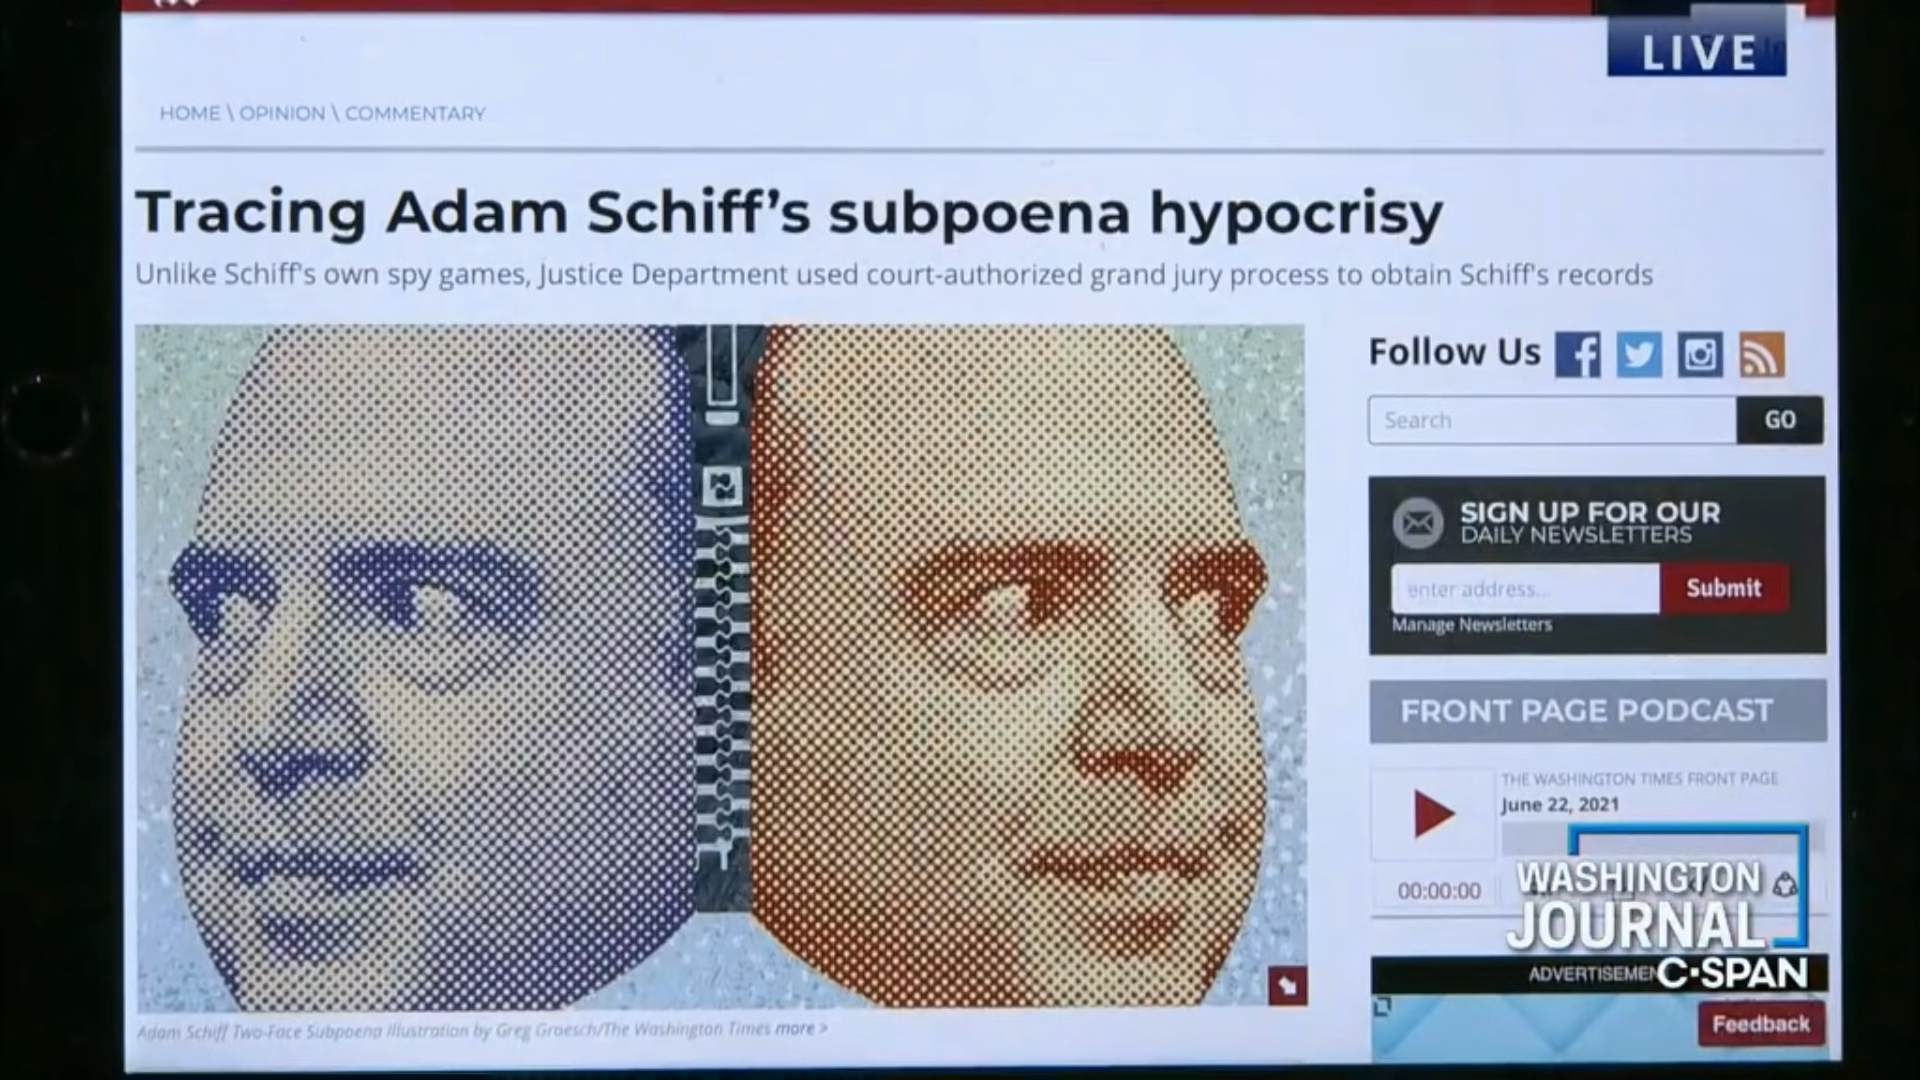 LIVE
HOME \ OPINION \ COMMENTARY
Tracing Adam Schiff's subpoena hypocrisy
Unlike Schiff's own spy games, Justice Department used court-authorized grand jury process to obtain Schiff's records
Follow Us
Search
GO
SIGN UP FOR OUR
DAILY NEWSLETTERS
enter address...
Submit
Manage Newsletters
FRONT PAGE PODCAST
THE WASHINGTON TIMES FRONT PAGE
June 22, 2021
00:00:00
WASHINGTON
JOURNAL
C·SPAN
Feedback
Adam Schiff Two-Face Subpoena Illustration by Greg Groesch/The Washington Times more >